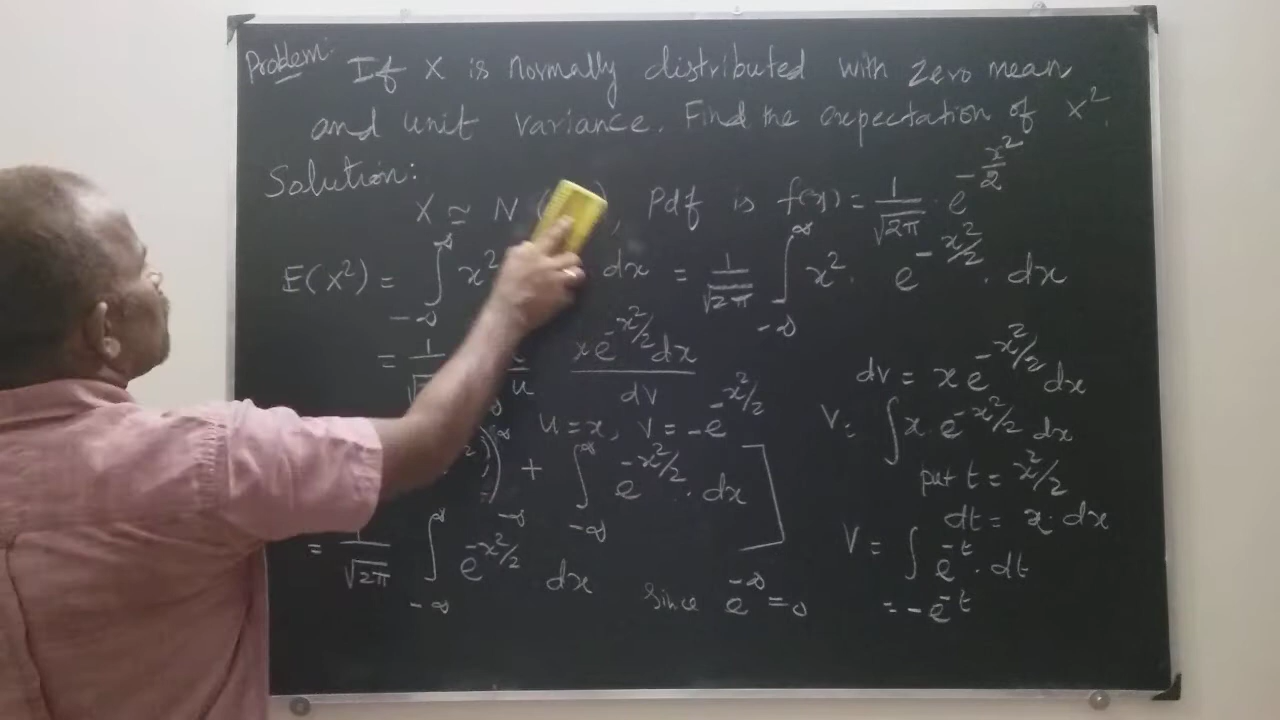 Problem: If X is normally distributed with zero mean
and unit variance. Find the expectation of X².
Solution:
X ≃ N ( ), Pdf is f(x) = 1/√2π · e^(-x²/2)
E(X²) = ∫_{-∞}^{∞} x² dx = 1/√2π ∫_{-∞}^{∞} x² · e^(-x²/2) · dx
= 1/√ u x e^(-x²/2) dx dv
u = x, v = -e^(-x²/2)
) )_{-∞}^{∞} + ∫_{-∞}^{∞} e^(-x²/2) · dx ]
= 1/√2π ∫_{-∞}^{∞} e^(-x²/2) dx since e^(-∞) = 0
dv = x e^(-x²/2) dx
V = ∫ x · e^(-x²/2) dx
put t = x²/2
dt = x · dx
V = ∫ e^(-t) · dt
= -e^(-t)